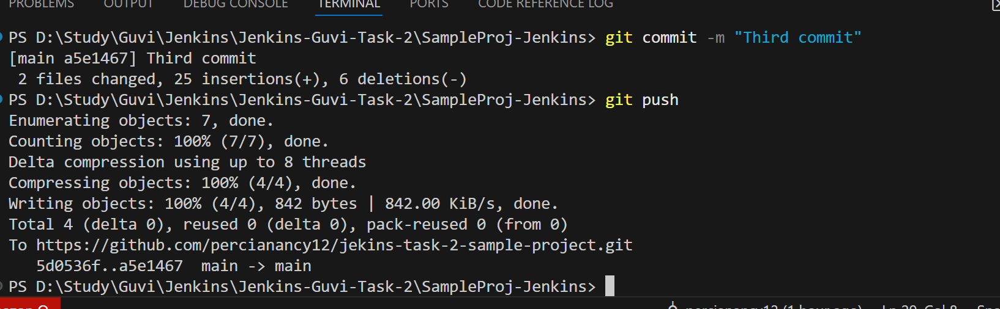 PROBLEMS OUTPUT DEBUG CONSOLE TERMINAL PORTS CODE REFERENCE LOG
PS D:\Study\Guvi\Jenkins\Jenkins-Guvi-Task-2\SampleProj-Jenkins> git commit -m "Third commit"
[main a5e1467] Third commit
 2 files changed, 25 insertions(+), 6 deletions(-)
PS D:\Study\Guvi\Jenkins\Jenkins-Guvi-Task-2\SampleProj-Jenkins> git push
Enumerating objects: 7, done.
Counting objects: 100% (7/7), done.
Delta compression using up to 8 threads
Compressing objects: 100% (4/4), done.
Writing objects: 100% (4/4), 842 bytes | 842.00 KiB/s, done.
Total 4 (delta 0), reused 0 (delta 0), pack-reused 0 (from 0)
To https://github.com/percianancy12/jekins-task-2-sample-project.git
   5d0536f..a5e1467  main -> main
PS D:\Study\Guvi\Jenkins\Jenkins-Guvi-Task-2\SampleProj-Jenkins>
percianancy12 (1 hour ago)